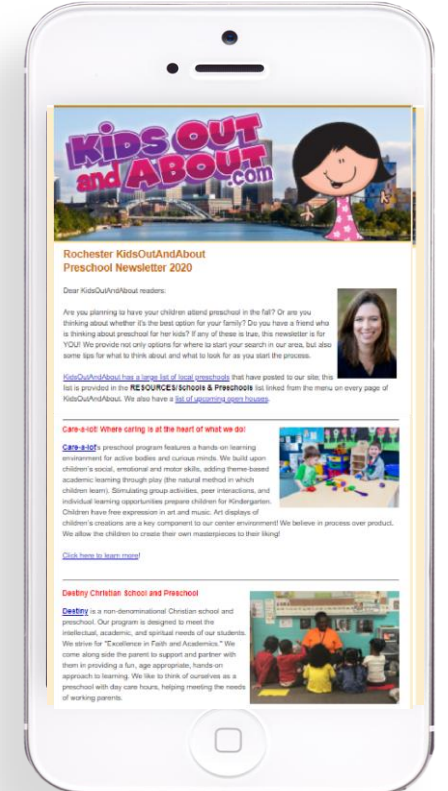 KIDS OUT
and ABOUT
.com
Rochester KidsOutAndAbout
Preschool Newsletter 2020
Dear KidsOutAndAbout readers:
Are you planning to have your children attend preschool in the fall? Or are you
thinking about whether it's the best option for your family? Do you have a friend who
is thinking about preschool for her kids? If any of these is true, this newsletter is for
YOU! We provide not only options for where to start your search in our area, but also
some tips for what to think about and what to look for as you start the process.
KidsOutAndAbout has a large list of local preschools that have posted to our site; this
list is provided in the RESOURCES/Schools & Preschools list linked from the menu on every page of
KidsOutAndAbout. We also have a list of upcoming open houses.
Care-a-lot! Where caring is at the heart of what we do!
Care-a-lot's preschool program features a hands on learning
environment for active bodies and curious minds. We build upon
children's social, emotional and motor skills, adding theme-based
academic learning through play (the natural method in which
children learn). Stimulating group activities, peer interactions, and
individual learning opportunities prepare children for Kindergarten.
Children have free expression in art and music. Art displays of
children's creations are a key component to our center environment! We believe in process over product.
We allow the children to create their own masterpieces to their liking!
Click here to learn more!
Destiny Christian School and Preschool
Destiny is a non-denominational Christian school and
preschool. Our program is designed to meet the
intellectual, academic, and spiritual needs of our students.
We strive for "Excellence in Faith and Academics." We
come along side the parent to support and partner with
them in providing a fun, age appropriate, hands-on
approach to learning. We like to think of ourselves as a
preschool with day care hours, helping meeting the needs
of working parents.